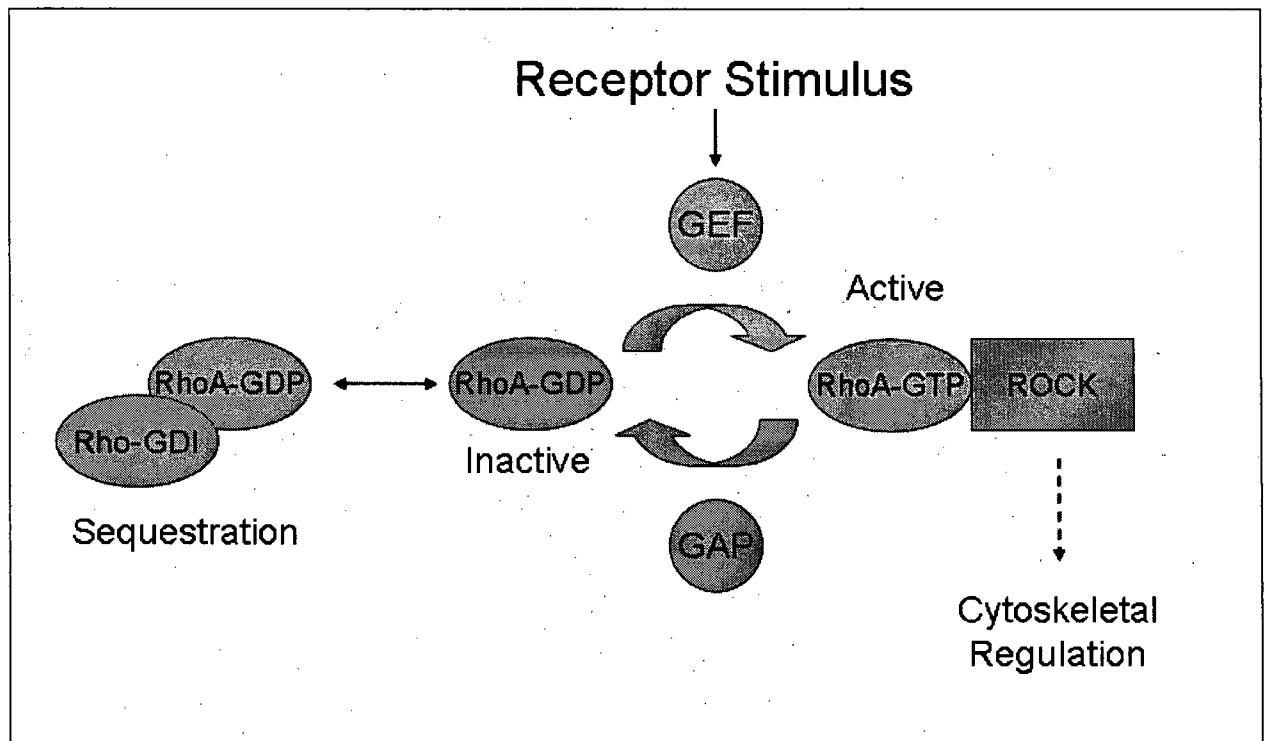 Receptor Stimulus
GEF
Active
RhoA-GDP
RhoA-GDP
RhoA-GTP
ROCK
Rho-GDI
Inactive
Sequestration
GAP
Cytoskeletal
Regulation